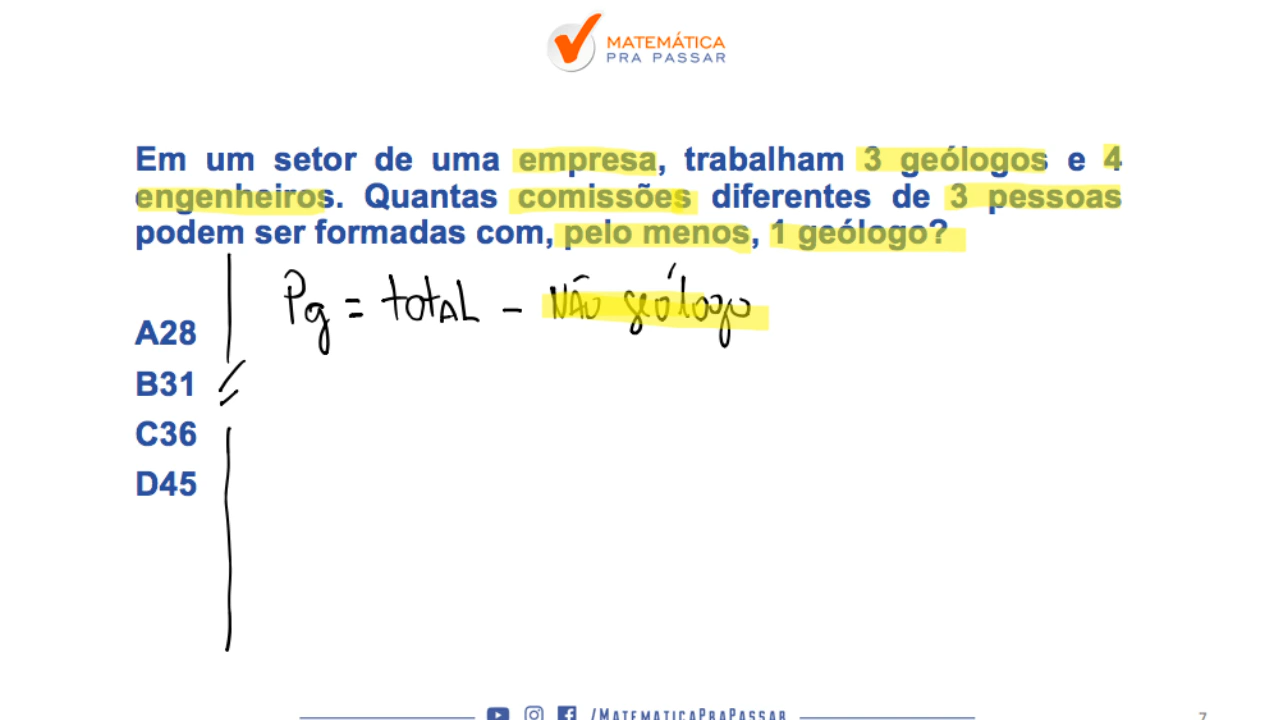 MATEMÁTICA
PRA PASSAR
Em um setor de uma empresa, trabalham 3 geólogos e 4
engenheiros. Quantas comissões diferentes de 3 pessoas
podem ser formadas com, pelo menos, 1 geólogo?
Pg = total - Não geólogo
A28
B31
C36
D45
/MatematicaPraPassar
7